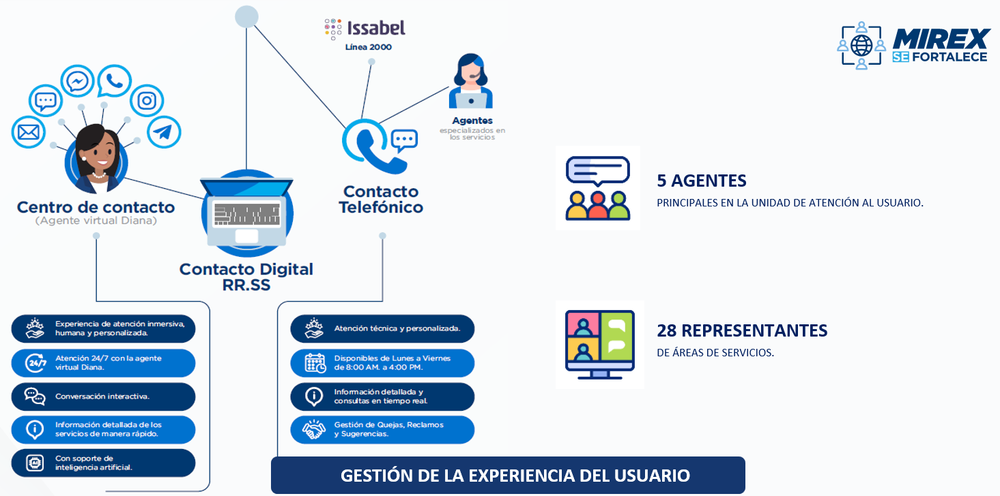 Issabel
Línea 2000
MIREX
SE FORTALECE
Agentes
especializados en
los servicios
Centro de contacto
(Agente virtual Diana)
Contacto
Telefónico
Contacto Digital
RR.SS
5 AGENTES
PRINCIPALES EN LA UNIDAD DE ATENCIÓN AL USUARIO.
28 REPRESENTANTES
DE ÁREAS DE SERVICIOS.
Experiencia de atención inmersiva,
humana y personalizada.
24/7
Atención 24/7 con la agente
virtual Diana.
Conversación interactiva.
Información detallada de los
servicios de manera rápido.
AI
Con soporte de
inteligencia artificial.
Atención técnica y personalizada.
Disponibles de Lunes a Viernes
de 8:00 AM. a 4:00 PM.
Información detallada y
consultas en tiempo real.
Gestión de Quejas, Reclamos
y Sugerencias.
GESTIÓN DE LA EXPERIENCIA DEL USUARIO